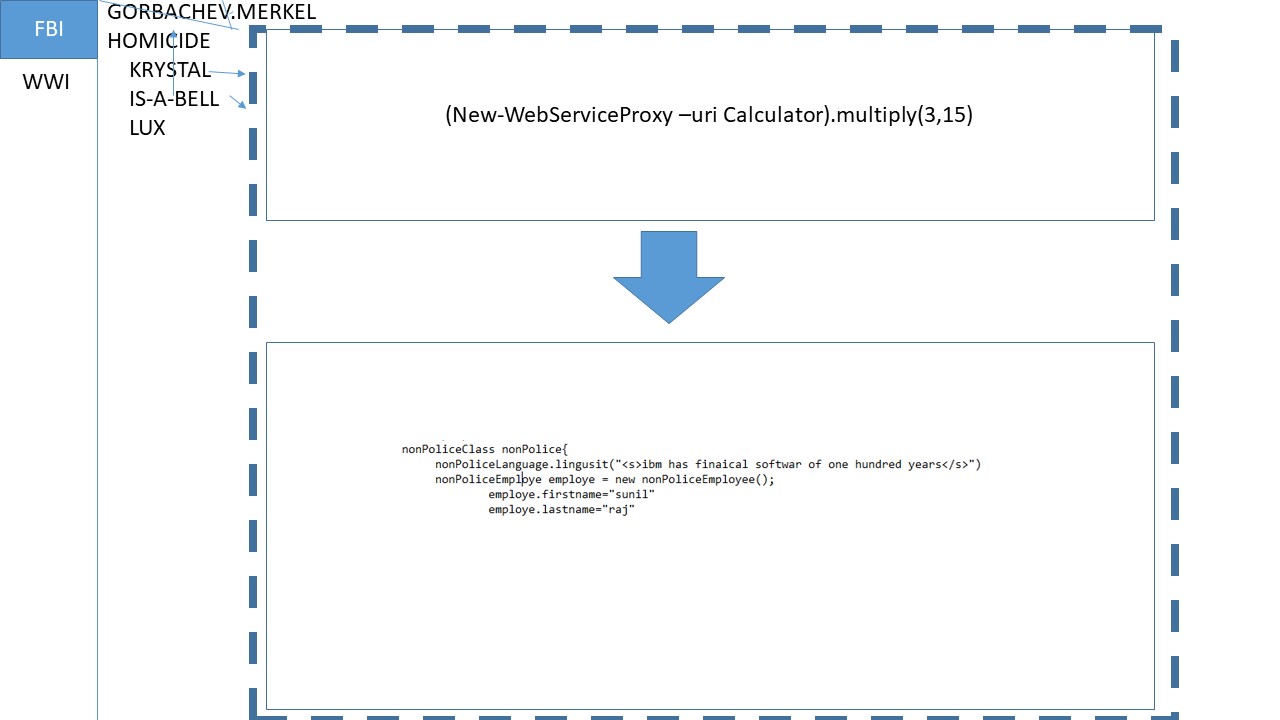 FBI
WWI
GORBACHEV.MERKEL
HOMICIDE
KRYSTAL
IS-A-BELL
LUX
(New-WebServiceProxy –uri Calculator).multiply(3,15)
nonPoliceClass nonPolice{
nonPoliceLanguage.lingusit("<s>ibm has finaical softwar of one hundred years</s>")
nonPoliceEmploye employe = new nonPoliceEmployee();
employe.firstname="sunil"
employe.lastname="raj"